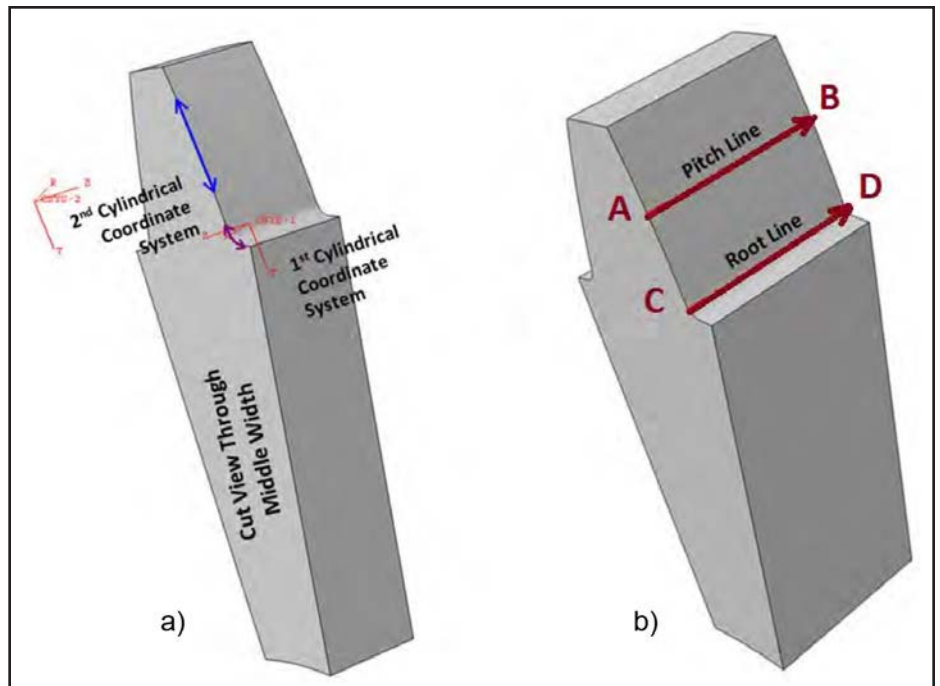 2nd Cylindrical
Coordinate
System
1st Cylindrical
Coordinate
System
Cut View Through
Middle Width
a)
A
B
Pitch Line
C
D
Root Line
b)